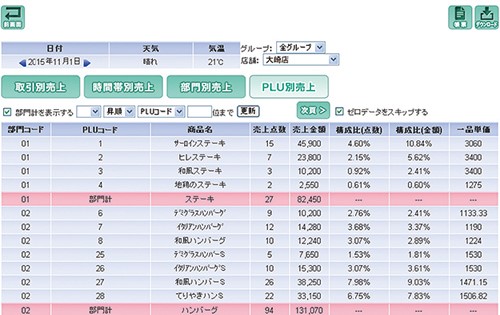 前画面
帳票
ダウンロード
日付 天気 気温 グループ: 全グループ
2015年11月1日 晴れ 21℃ 店舗: 大崎店
取引別売上 時間帯別売上 部門別売上 PLU別売上
部門計を表示する 昇順 PLUコード 位まで 更新 次頁 > ゼロデータをスキップする
部門コード PLUコード 商品名 売上点数 売上金額 構成比(点数) 構成比(金額) 一品単価
01 1 サーロインステーキ 15 45,900 4.60% 10.84% 3060
01 2 ヒレステーキ 7 23,800 2.15% 5.62% 3400
01 3 和風ステーキ 3 10,200 0.92% 2.41% 3400
01 4 地鶏のステーキ 2 2,550 0.61% 0.60% 1275
01 部門計 ステーキ 27 82,450 --- --- ---
02 6 デミグラスハンバーグ 9 10,200 2.76% 2.41% 1133.33
02 7 イタリアンハンバーグ 12 14,280 3.68% 3.37% 1190
02 8 和風ハンバーグ 10 12,240 3.07% 2.89% 1224
02 25 デミグラスハンバーグS 5 7,650 1.53% 1.81% 1530
02 26 イタリアンハンバーグS 10 15,300 3.07% 3.61% 1530
02 27 和風ハンバーグS 26 38,250 7.98% 9.03% 1471.15
02 28 てりやきハンS 22 33,150 6.75% 7.83% 1506.82
02 部門計 ハンバーグ 94 131,070 --- --- ---